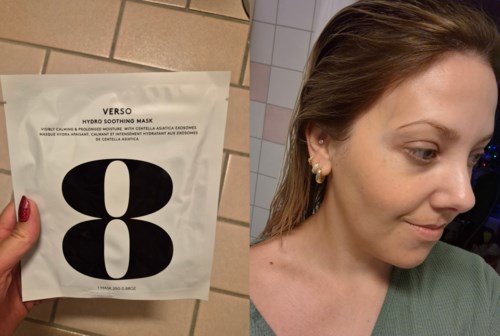 VERSO
HYDRO SOOTHING MASK
VISIBLY CALMING & PROLONGED MOISTURE, WITH CENTELLA ASIATICA EXOSOMES
MASQUE HYDRA-APAISANT, CALMANT ET INTENSÉMENT HYDRATANT AUX EXOSOMES
DE CENTELLA ASIATICA
8